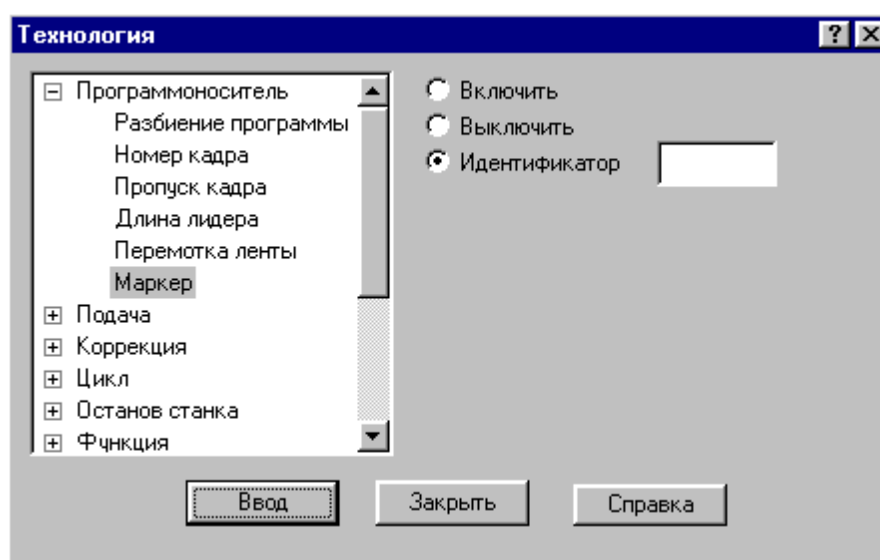 Технология
Программоноситель
Разбиение программы
Номер кадра
Пропуск кадра
Длина лидера
Перемотка ленты
Маркер
Подача
Коррекция
Цикл
Останов станка
Функция
Включить
Выключить
Идентификатор
Ввод
Закрыть
Справка